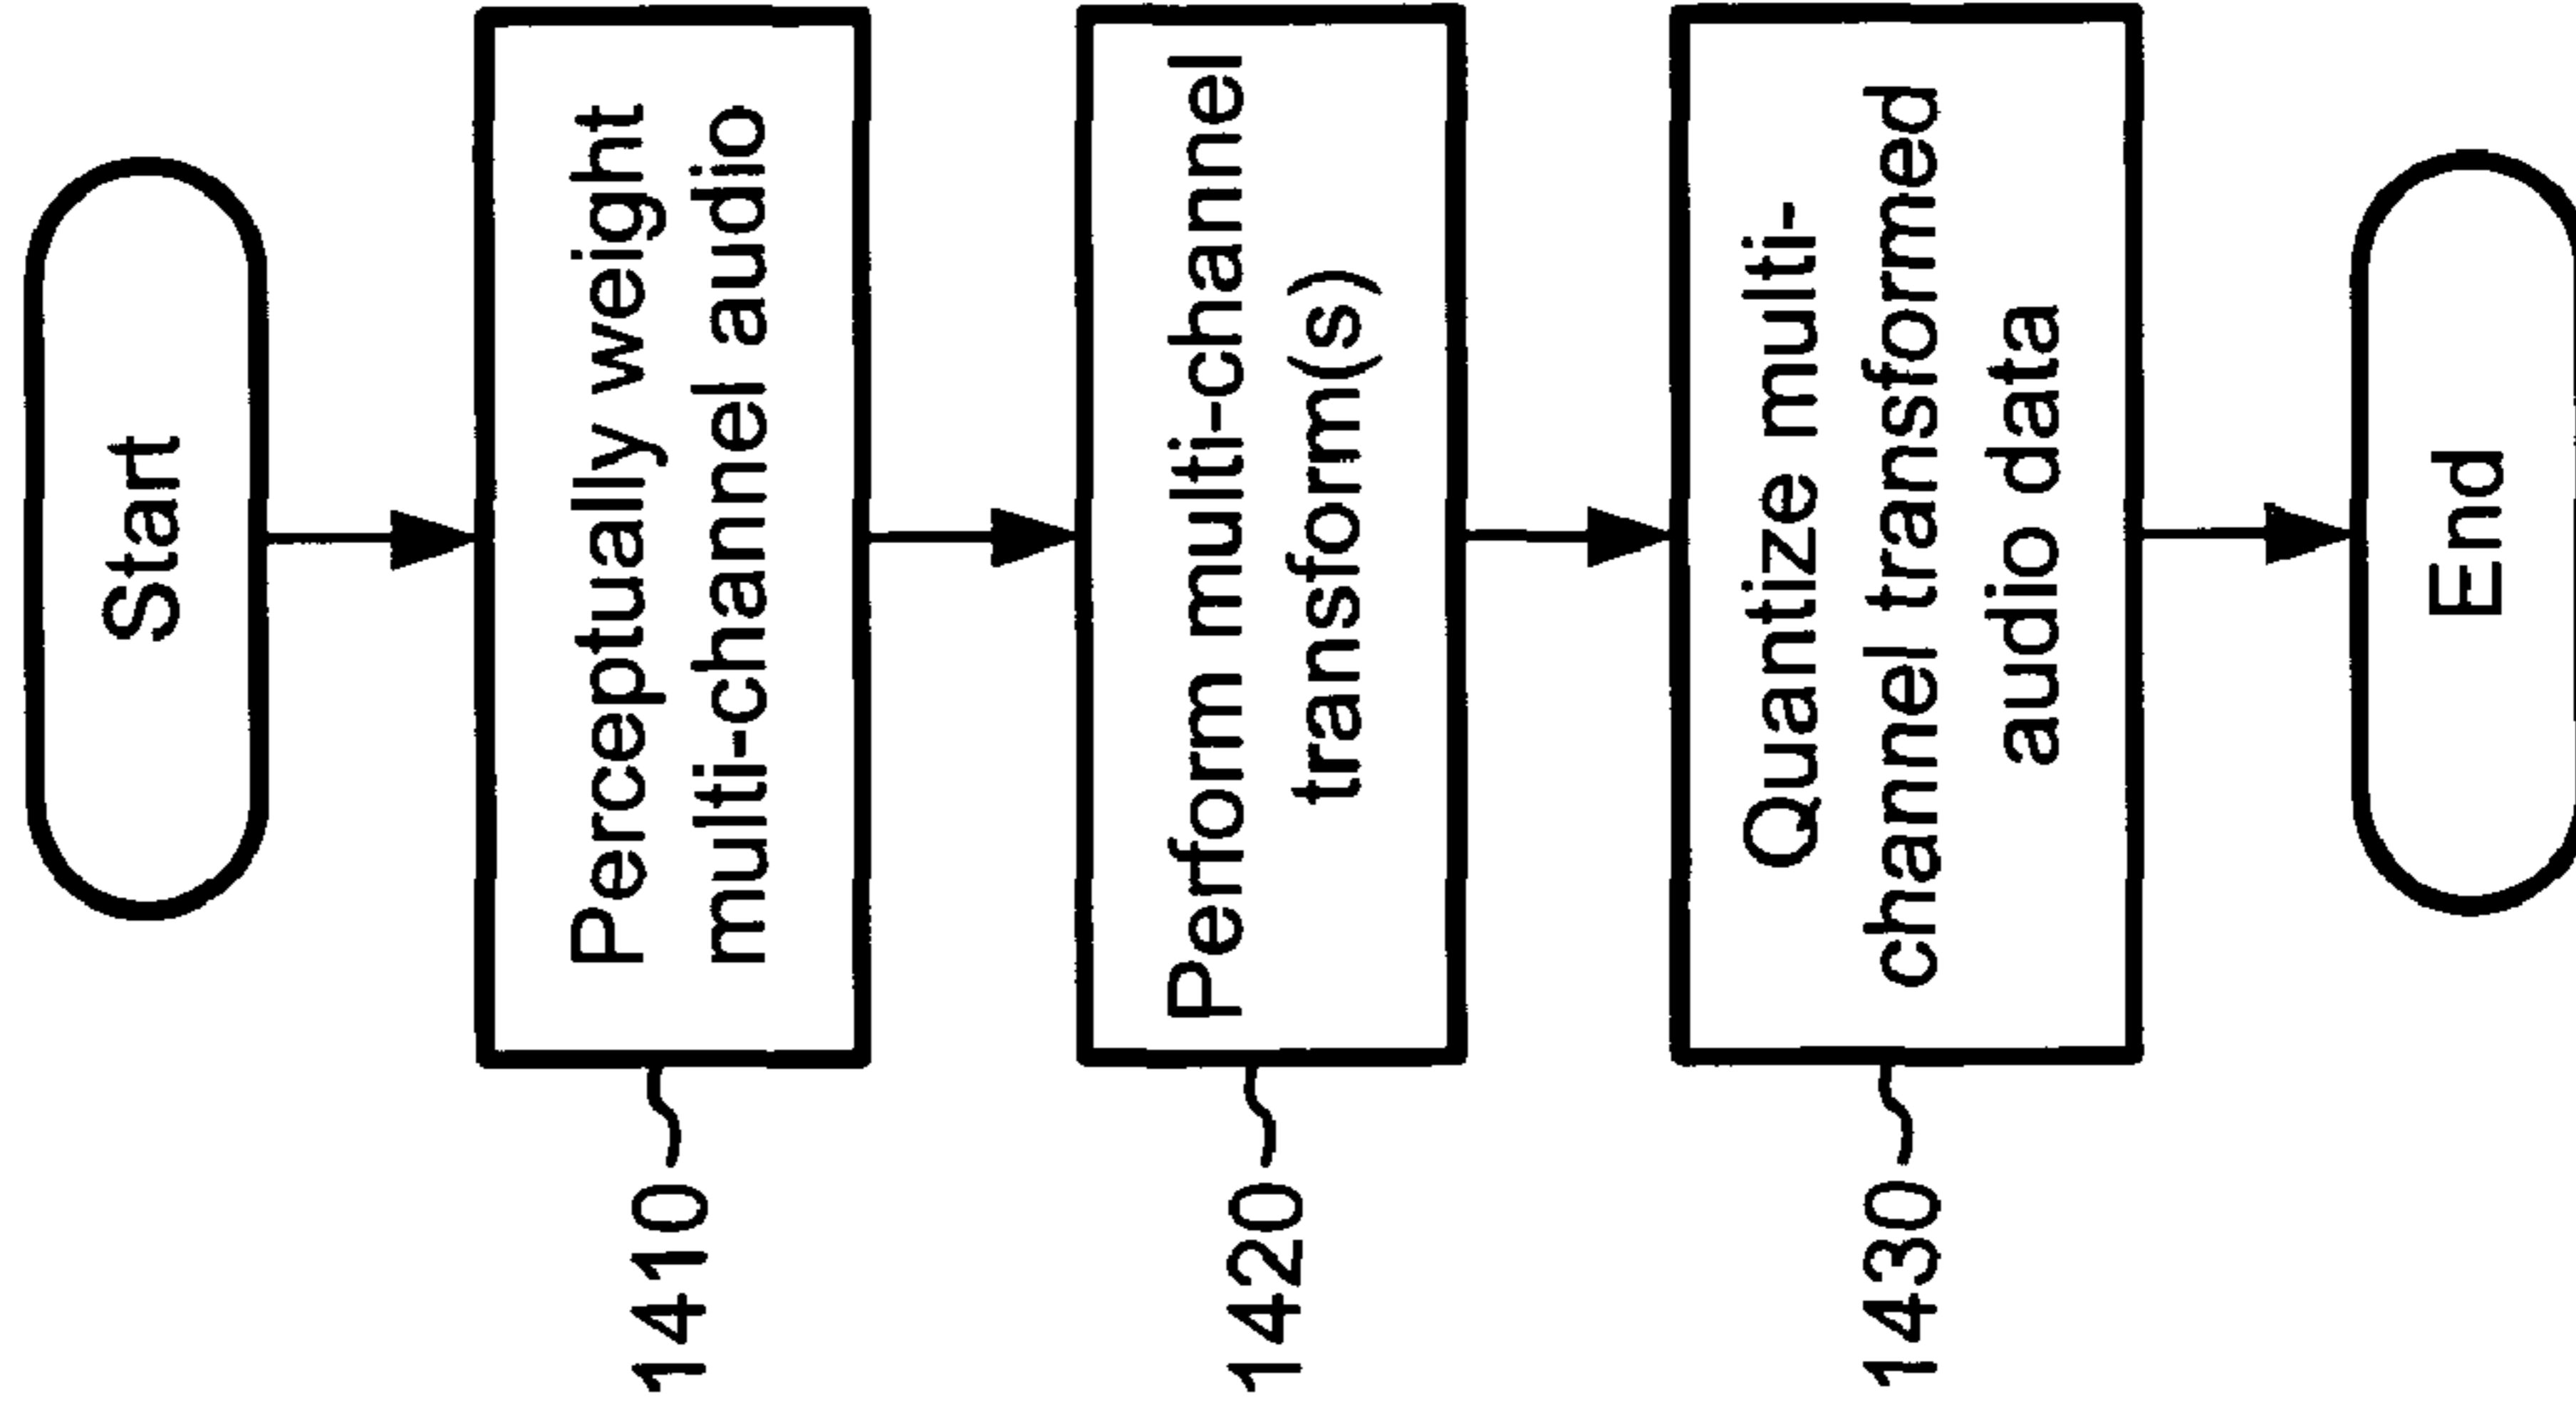 Start
Perceptually weight
multi-channel audio
1410
Perform multi-channel
transform(s)
1420
Quantize multi-
channel transformed
audio data
1430
End